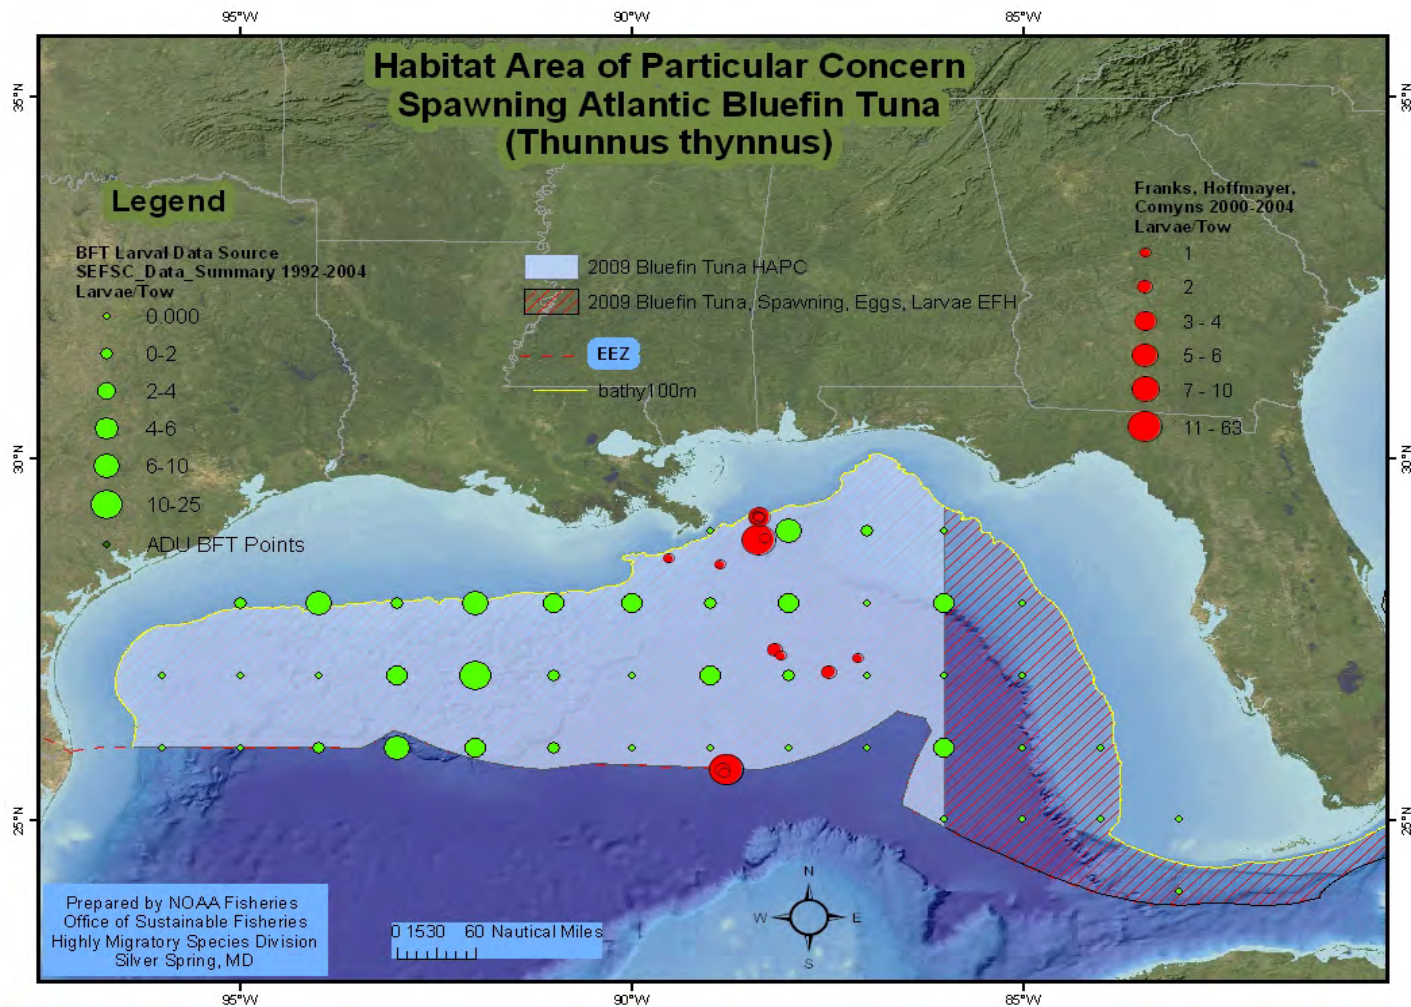 95°W 90°W 85°W
Habitat Area of Particular Concern
Spawning Atlantic Bluefin Tuna
(Thunnus thynnus)
35°N
35°N
Legend
BFT Larval Data Source
SEFSC_Data_Summary 1992-2004
Larvae/Tow
0.000
0-2
2-4
4-6
6-10
10-25
ADU BFT Points
2009 Bluefin Tuna HAPC
2009 Bluefin Tuna, Spawning, Eggs, Larvae EFH
EEZ
bathy100m
Franks, Hoffmayer,
Comyns 2000-2004
Larvae/Tow
1
2
3 - 4
5 - 6
7 - 10
11 - 63
30°N
30°N
25°N
25°N
Prepared by NOAA Fisheries
Office of Sustainable Fisheries
Highly Migratory Species Division
Silver Spring, MD
0 1530 60 Nautical Miles
N
W E
S
95°W 90°W 85°W